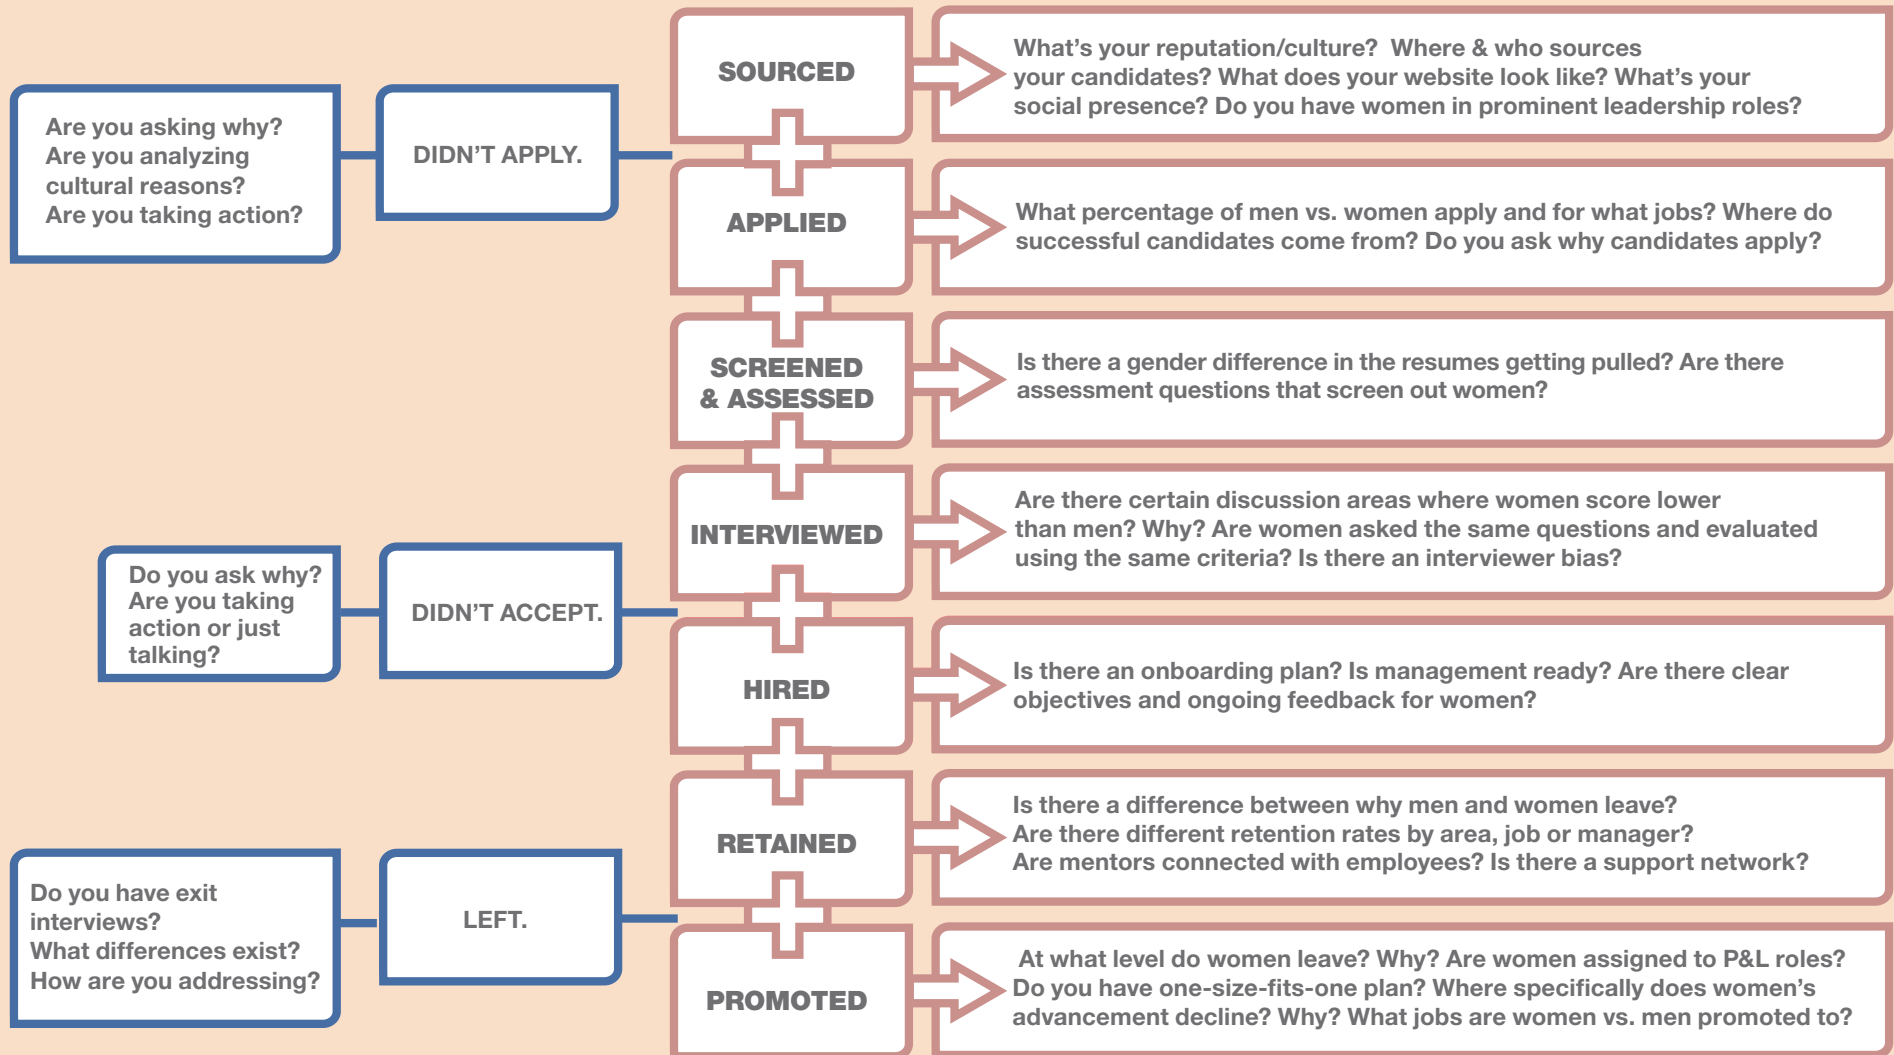 SOURCED
What's your reputation/culture?  Where & who sources
your candidates? What does your website look like? What's your
social presence? Do you have women in prominent leadership roles?
Are you asking why?
Are you analyzing
cultural reasons?
Are you taking action?
DIDN'T APPLY.
APPLIED
What percentage of men vs. women apply and for what jobs? Where do
successful candidates come from? Do you ask why candidates apply?
SCREENED
& ASSESSED
Is there a gender difference in the resumes getting pulled? Are there
assessment questions that screen out women?
INTERVIEWED
Are there certain discussion areas where women score lower
than men? Why? Are women asked the same questions and evaluated
using the same criteria? Is there an interviewer bias?
Do you ask why?
Are you taking
action or just
talking?
DIDN'T ACCEPT.
HIRED
Is there an onboarding plan? Is management ready? Are there clear
objectives and ongoing feedback for women?
RETAINED
Is there a difference between why men and women leave?
Are there different retention rates by area, job or manager?
Are mentors connected with employees? Is there a support network?
Do you have exit
interviews?
What differences exist?
How are you addressing?
LEFT.
PROMOTED
At what level do women leave? Why? Are women assigned to P&L roles?
Do you have one-size-fits-one plan? Where specifically does women's
advancement decline? Why? What jobs are women vs. men promoted to?